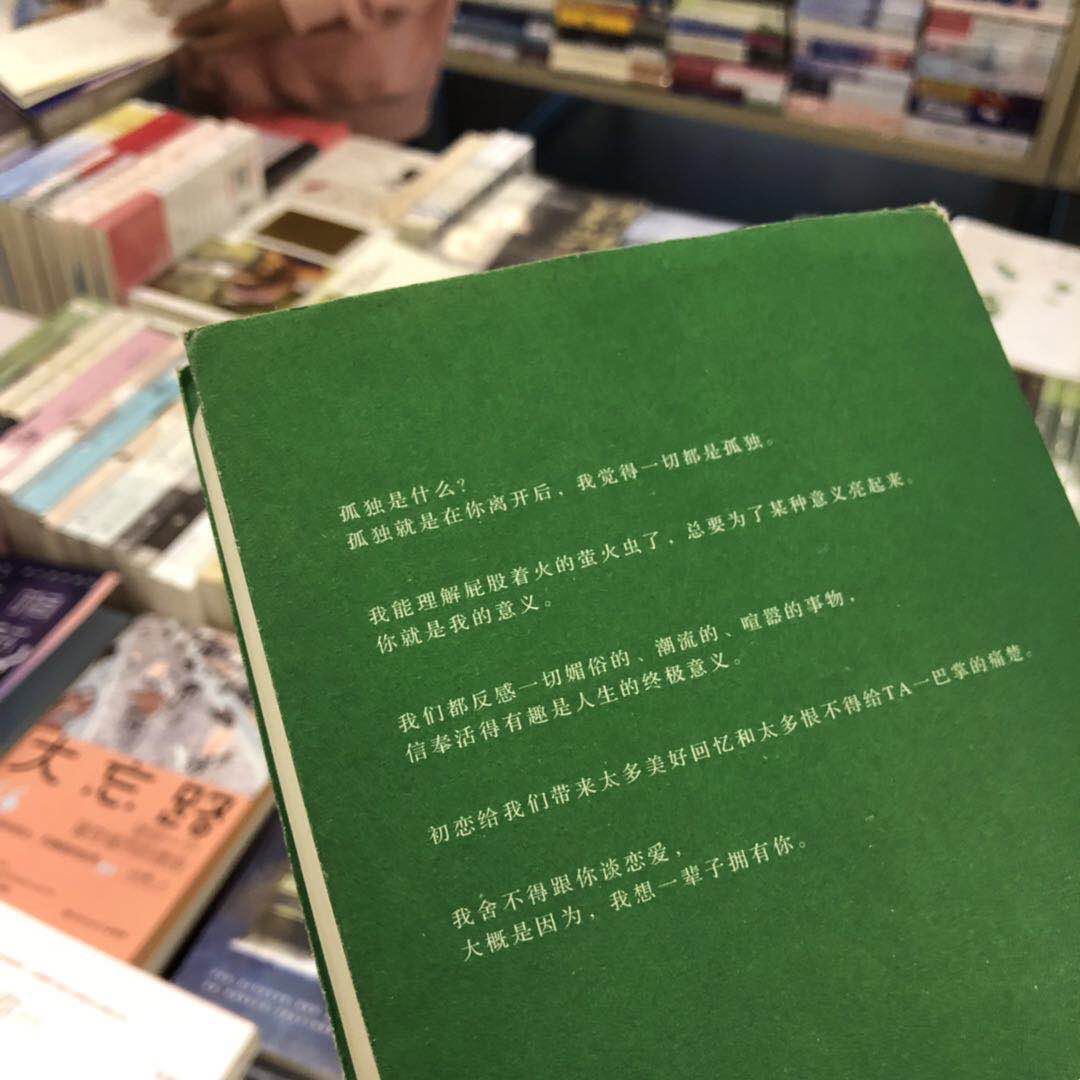 孤独是什么?
孤独就是在你离开后，我觉得一切都是孤独。
我能理解屁股着火的萤火虫了，总要为了某种意义亮起来。
你就是我的意义。
我们都反感一切媚俗的、潮流的、喧嚣的事物，
信奉活得有趣是人生的终极意义。
初恋给我们带来太多美好回忆和太多恨不得给TA一巴掌的痛楚。
我舍不得跟你谈恋爱，
大概是因为，我想一辈子拥有你。
大忘路